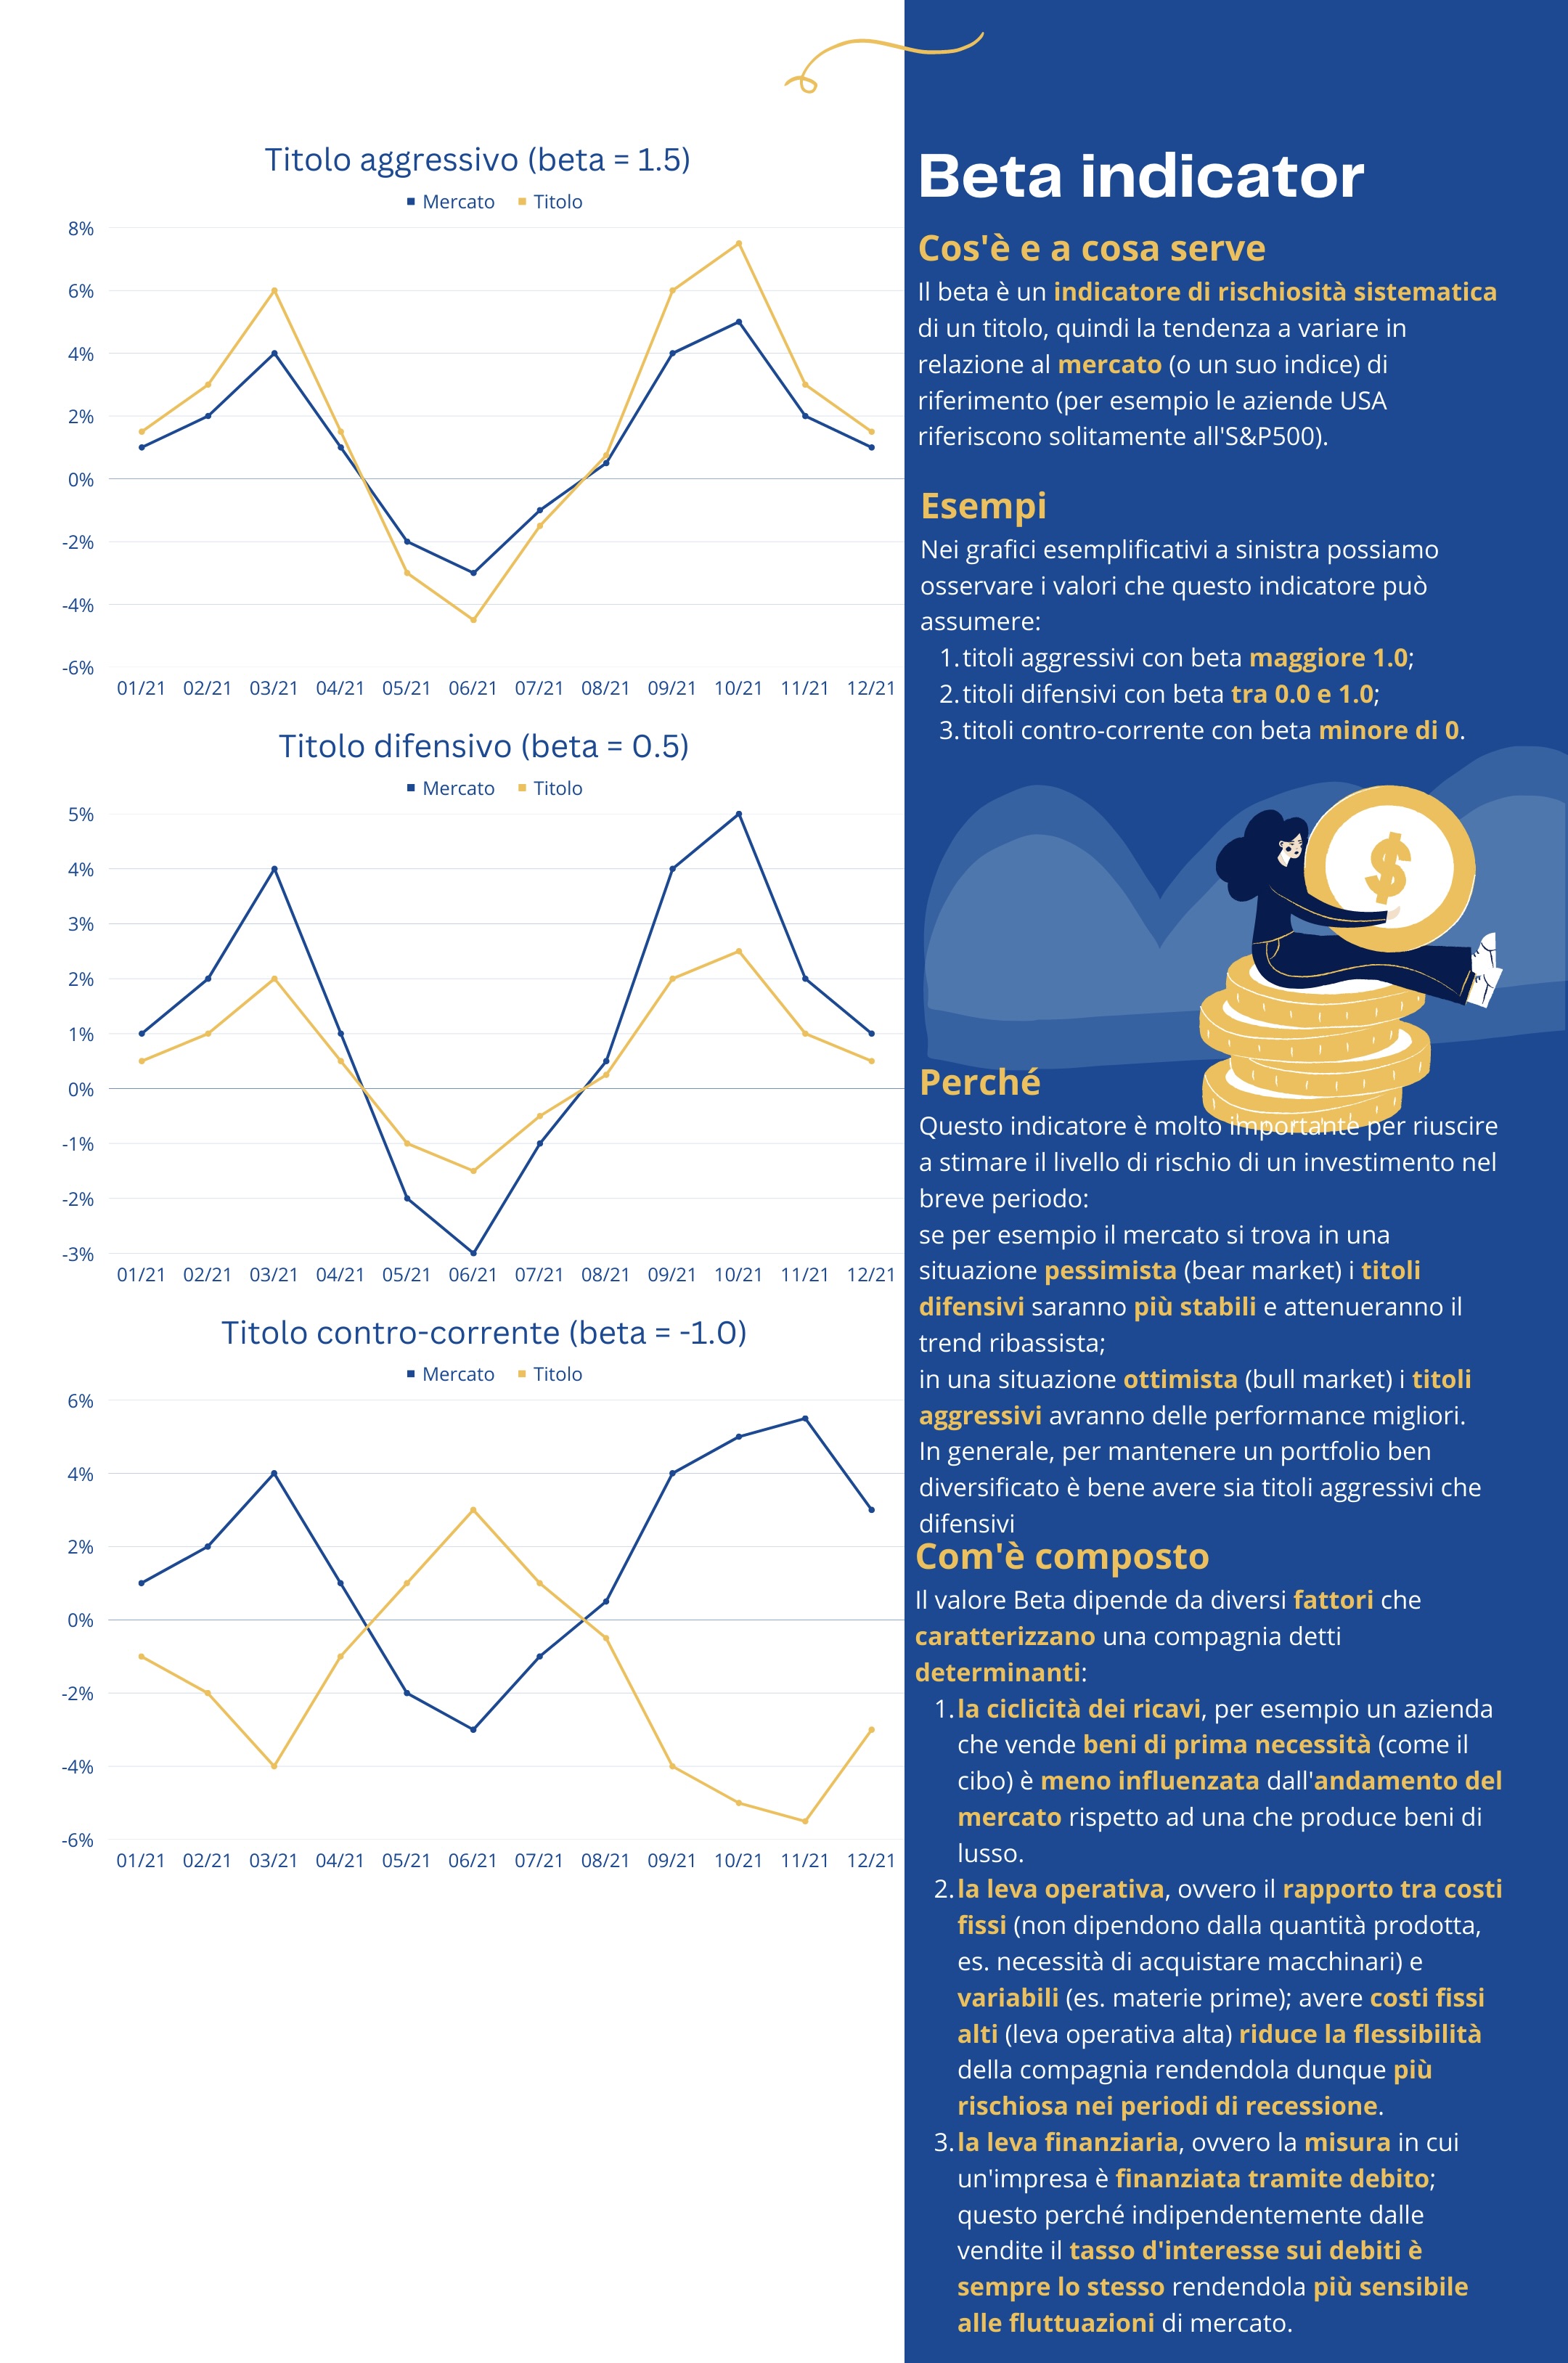 Titolo aggressivo (beta = 1.5)
Mercato Titolo
8%
6%
4%
2%
0%
-2%
-4%
-6%
01/21 02/21 03/21 04/21 05/21 06/21 07/21 08/21 09/21 10/21 11/21 12/21
Titolo difensivo (beta = 0.5)
Mercato Titolo
5%
4%
3%
2%
1%
0%
-1%
-2%
-3%
01/21 02/21 03/21 04/21 05/21 06/21 07/21 08/21 09/21 10/21 11/21 12/21
Titolo contro-corrente (beta = -1.0)
Mercato Titolo
6%
4%
2%
0%
-2%
-4%
-6%
01/21 02/21 03/21 04/21 05/21 06/21 07/21 08/21 09/21 10/21 11/21 12/21
Beta indicator
Cos'è e a cosa serve
Il beta è un indicatore di rischiosità sistematica
di un titolo, quindi la tendenza a variare in
relazione al mercato (o un suo indice) di
riferimento (per esempio le aziende USA
riferiscono solitamente all'S&P500).
Esempi
Nei grafici esemplificativi a sinistra possiamo
osservare i valori che questo indicatore può
assumere:
1. titoli aggressivi con beta maggiore 1.0;
2. titoli difensivi con beta tra 0.0 e 1.0;
3. titoli contro-corrente con beta minore di 0.
$
Perché
Questo indicatore è molto importante per riuscire
a stimare il livello di rischio di un investimento nel
breve periodo:
se per esempio il mercato si trova in una
situazione pessimista (bear market) i titoli
difensivi saranno più stabili e attenueranno il
trend ribassista;
in una situazione ottimista (bull market) i titoli
aggressivi avranno delle performance migliori.
In generale, per mantenere un portfolio ben
diversificato è bene avere sia titoli aggressivi che
difensivi
Com'è composto
Il valore Beta dipende da diversi fattori che
caratterizzano una compagnia detti
determinanti:
1. la ciclicità dei ricavi, per esempio un azienda
che vende beni di prima necessità (come il
cibo) è meno influenzata dall'andamento del
mercato rispetto ad una che produce beni di
lusso.
2. la leva operativa, ovvero il rapporto tra costi
fissi (non dipendono dalla quantità prodotta,
es. necessità di acquistare macchinari) e
variabili (es. materie prime); avere costi fissi
alti (leva operativa alta) riduce la flessibilità
della compagnia rendendola dunque più
rischiosa nei periodi di recessione.
3. la leva finanziaria, ovvero la misura in cui
un'impresa è finanziata tramite debito;
questo perché indipendentemente dalle
vendite il tasso d'interesse sui debiti è
sempre lo stesso rendendola più sensibile
alle fluttuazioni di mercato.